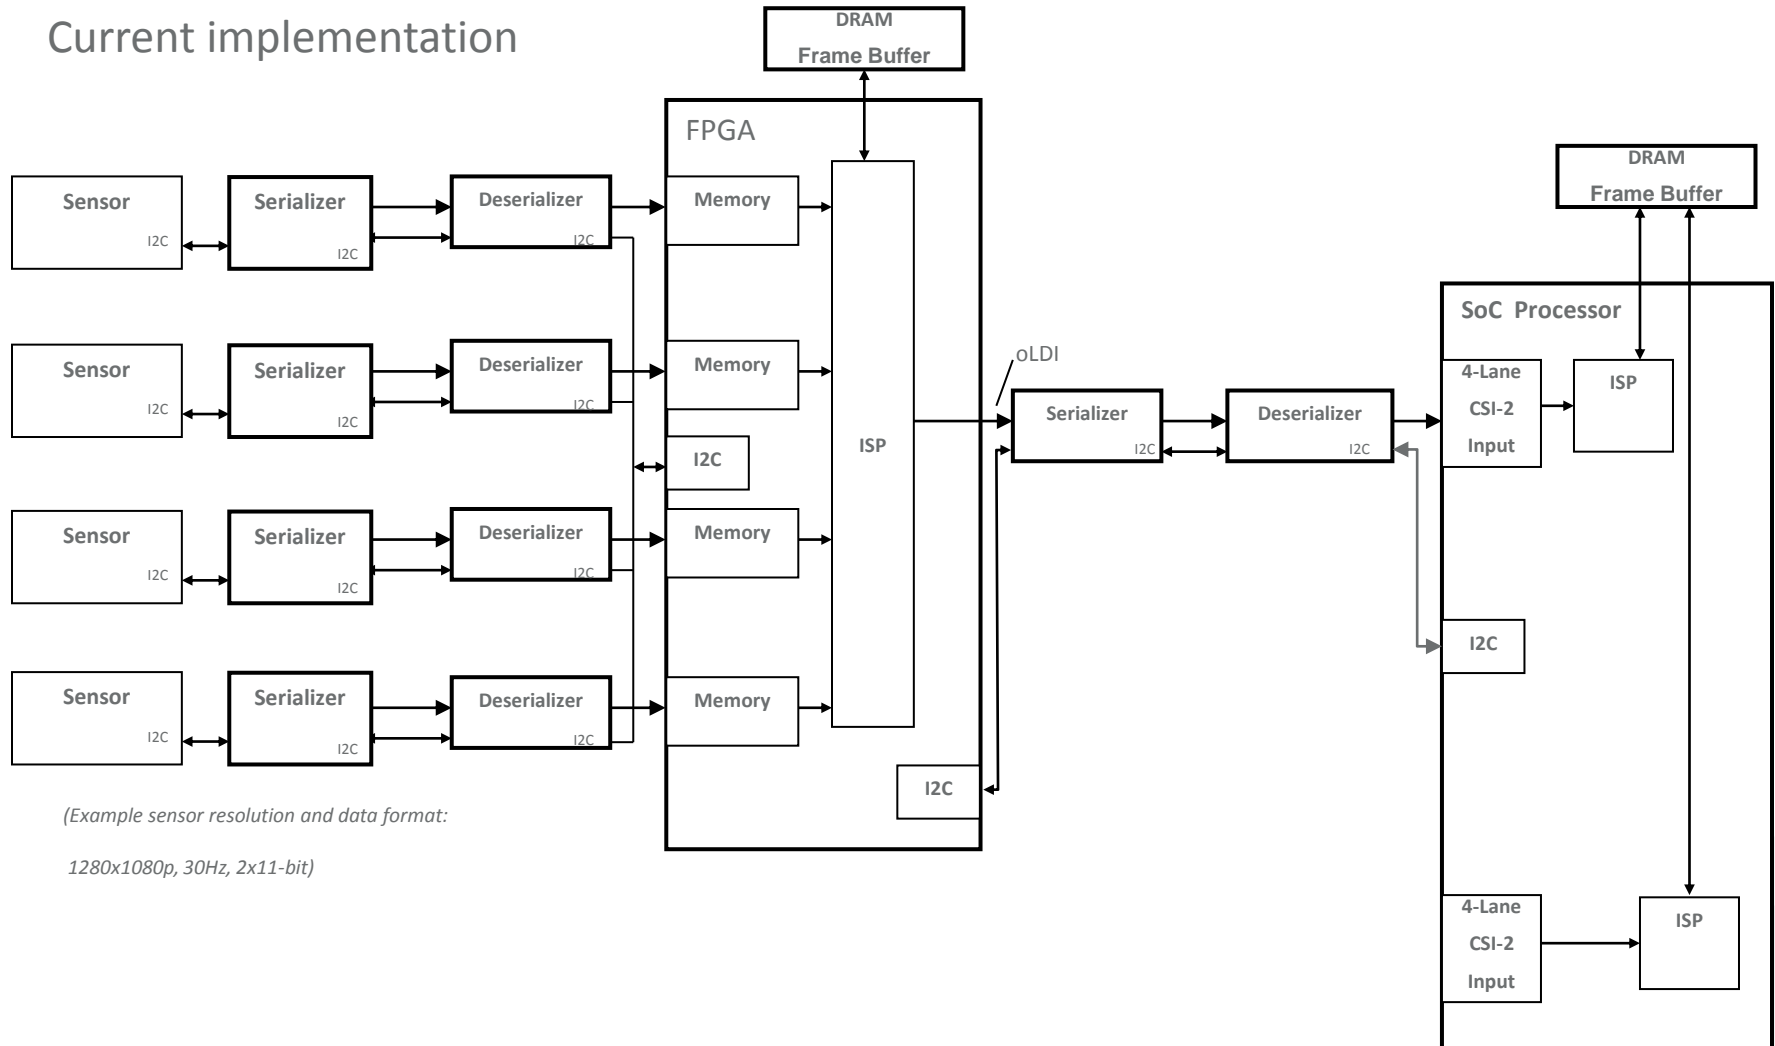 Current implementation
DRAM
Frame Buffer
FPGA
Sensor
I2C
Serializer
I2C
Deserializer
I2C
Memory
Sensor
I2C
Serializer
I2C
Deserializer
I2C
Memory
I2C
Sensor
I2C
Serializer
I2C
Deserializer
I2C
Memory
Sensor
I2C
Serializer
I2C
Deserializer
I2C
Memory
ISP
I2C
(Example sensor resolution and data format:
1280x1080p, 30Hz, 2x11-bit)
oLDI
Serializer
I2C
Deserializer
I2C
DRAM
Frame Buffer
SoC Processor
4-Lane
CSI-2
Input
ISP
I2C
4-Lane
CSI-2
Input
ISP